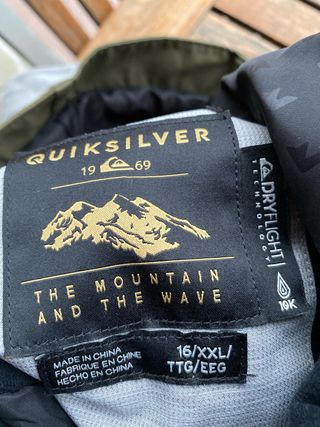 QUIKSILVER
19 69
THE MOUNTAIN
AND THE WAVE
DRYFLIGHT
TECHNOLOGY
10K
MADE IN CHINA
FABRIQUE EN CHINE
HECHO EN CHINA
16/XXL/
TTG/EEG